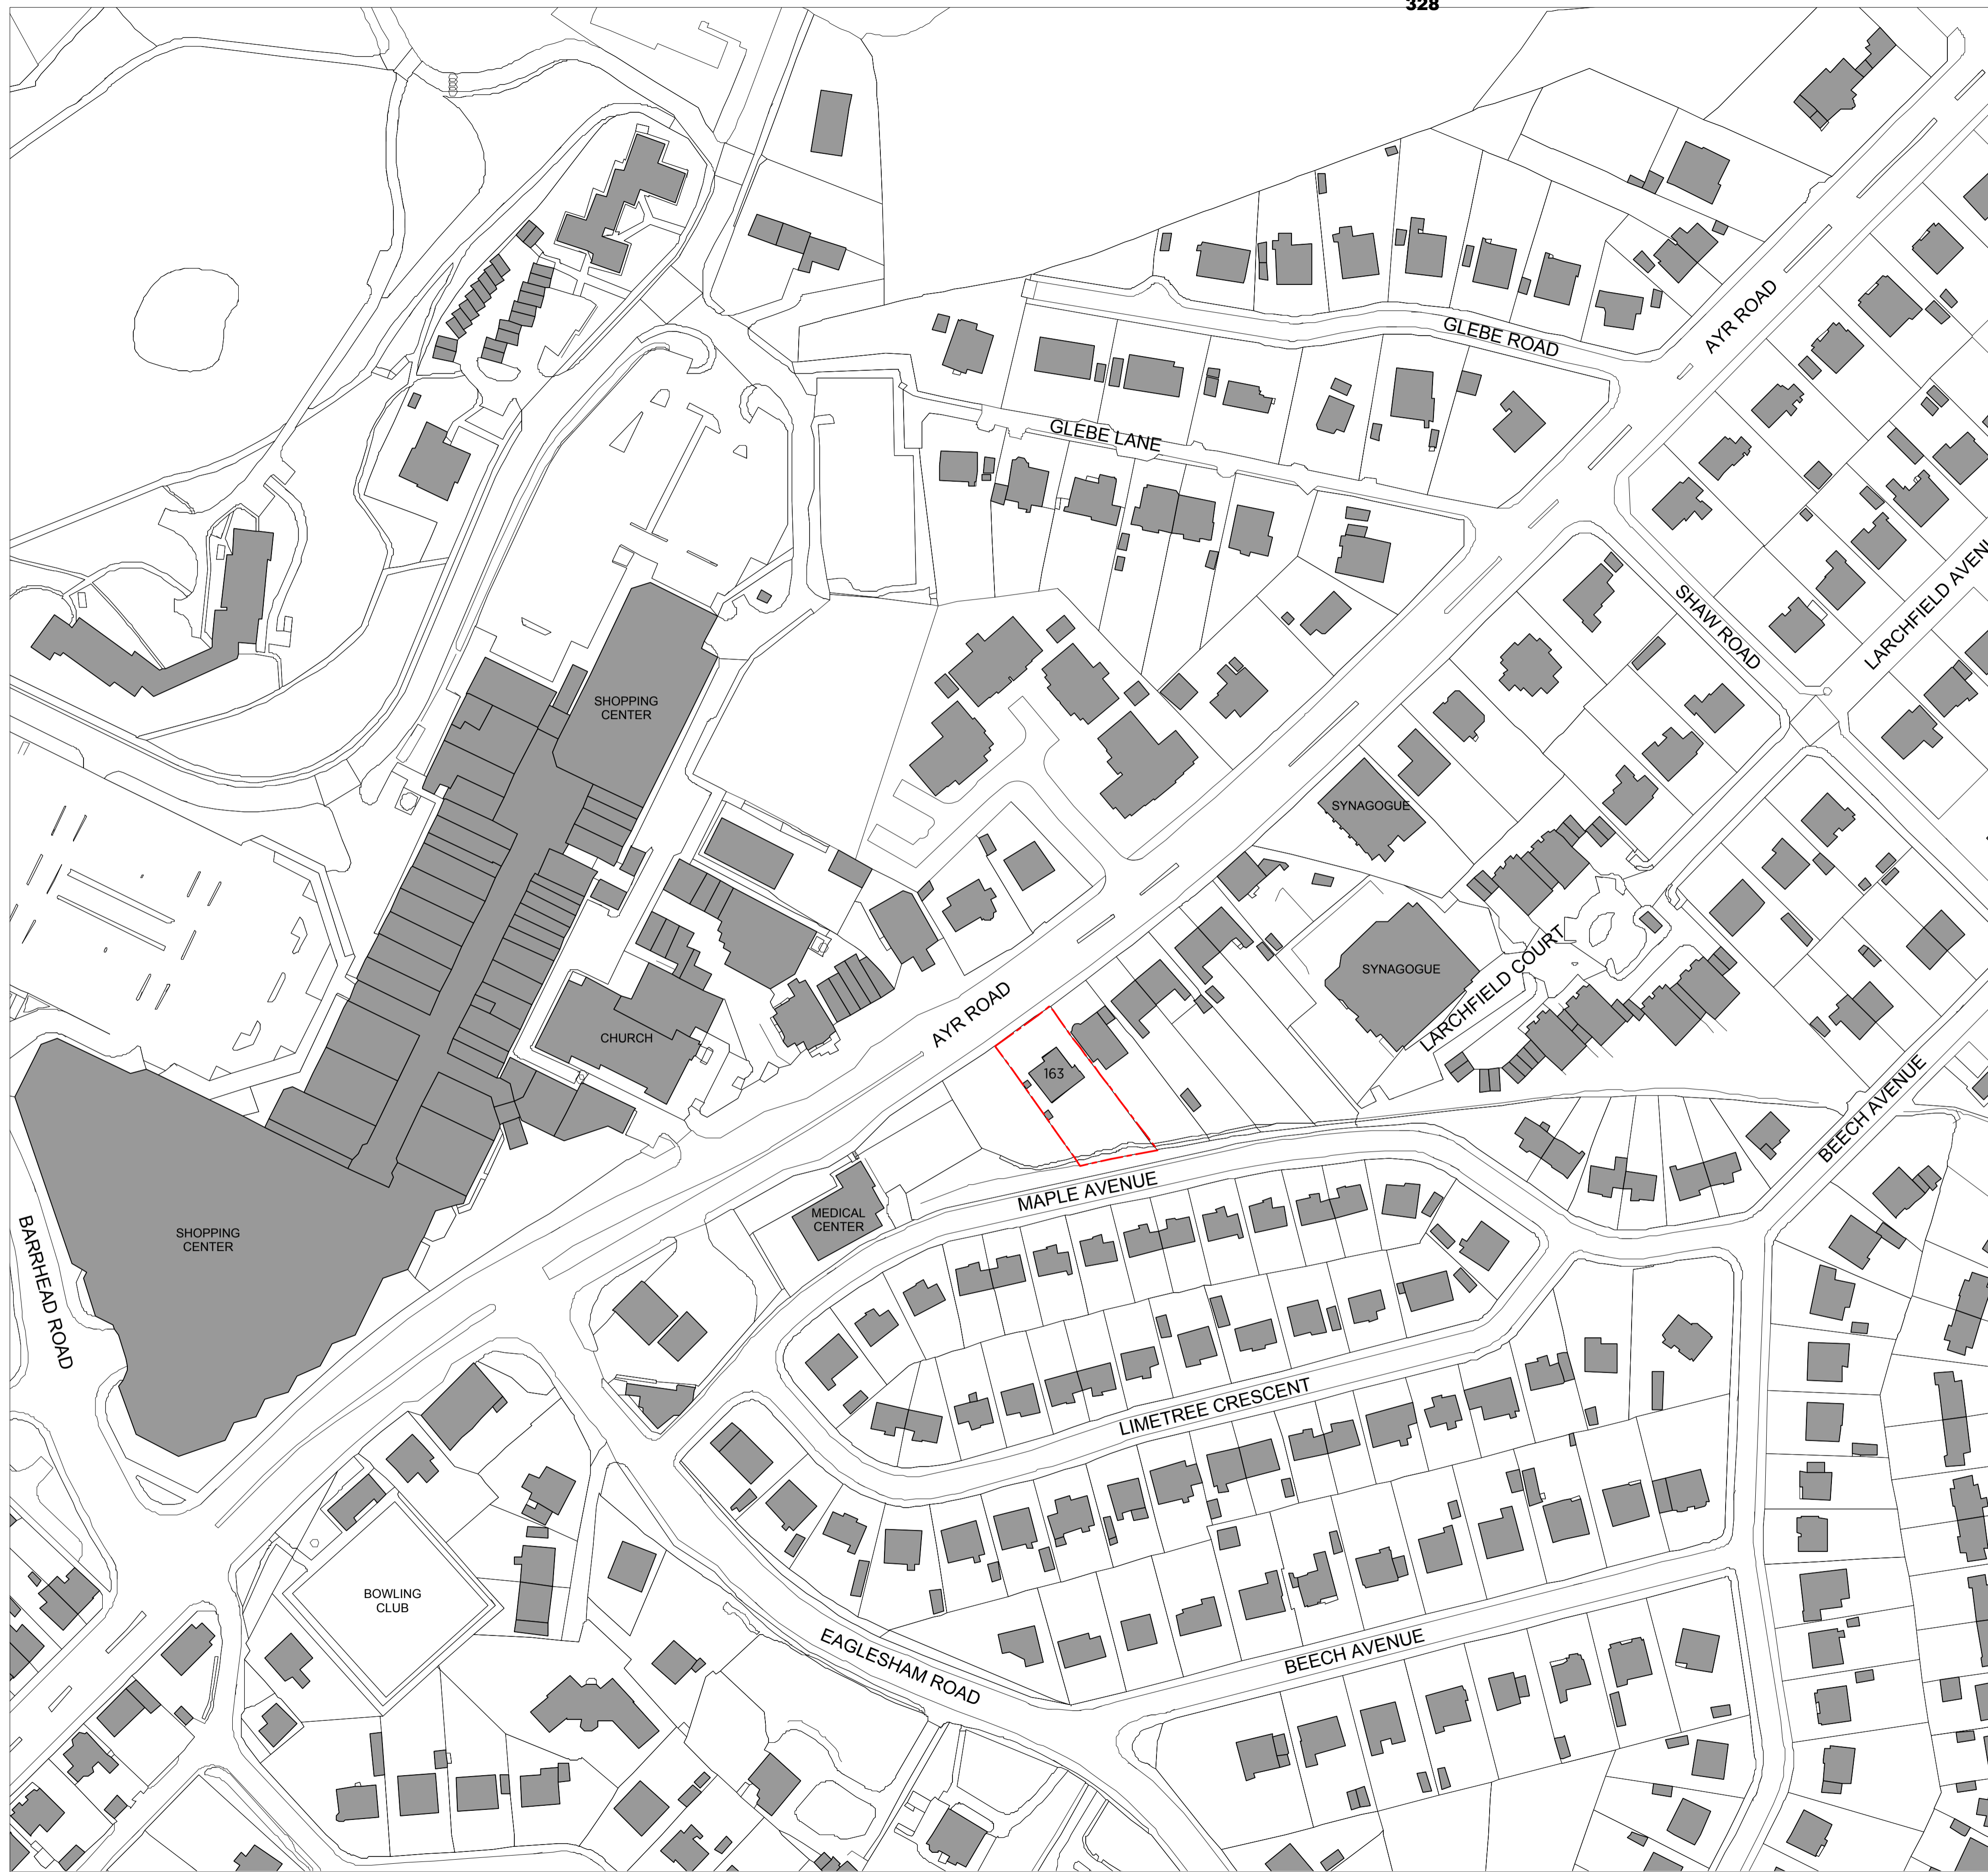 328
AYR ROAD
GLEBE ROAD
GLEBE LANE
SHAW ROAD
LARCHFIELD AVENU
SHOPPING
CENTER
SYNAGOGUE
SYNAGOGUE
LARCHFIELD COURT
AYR ROAD
CHURCH
163
BEECH AVENUE
MAPLE AVENUE
MEDICAL
CENTER
SHOPPING
CENTER
BARRHEAD ROAD
LIMETREE CRESCENT
BOWLING
CLUB
EAGLESHAM ROAD
BEECH AVENUE